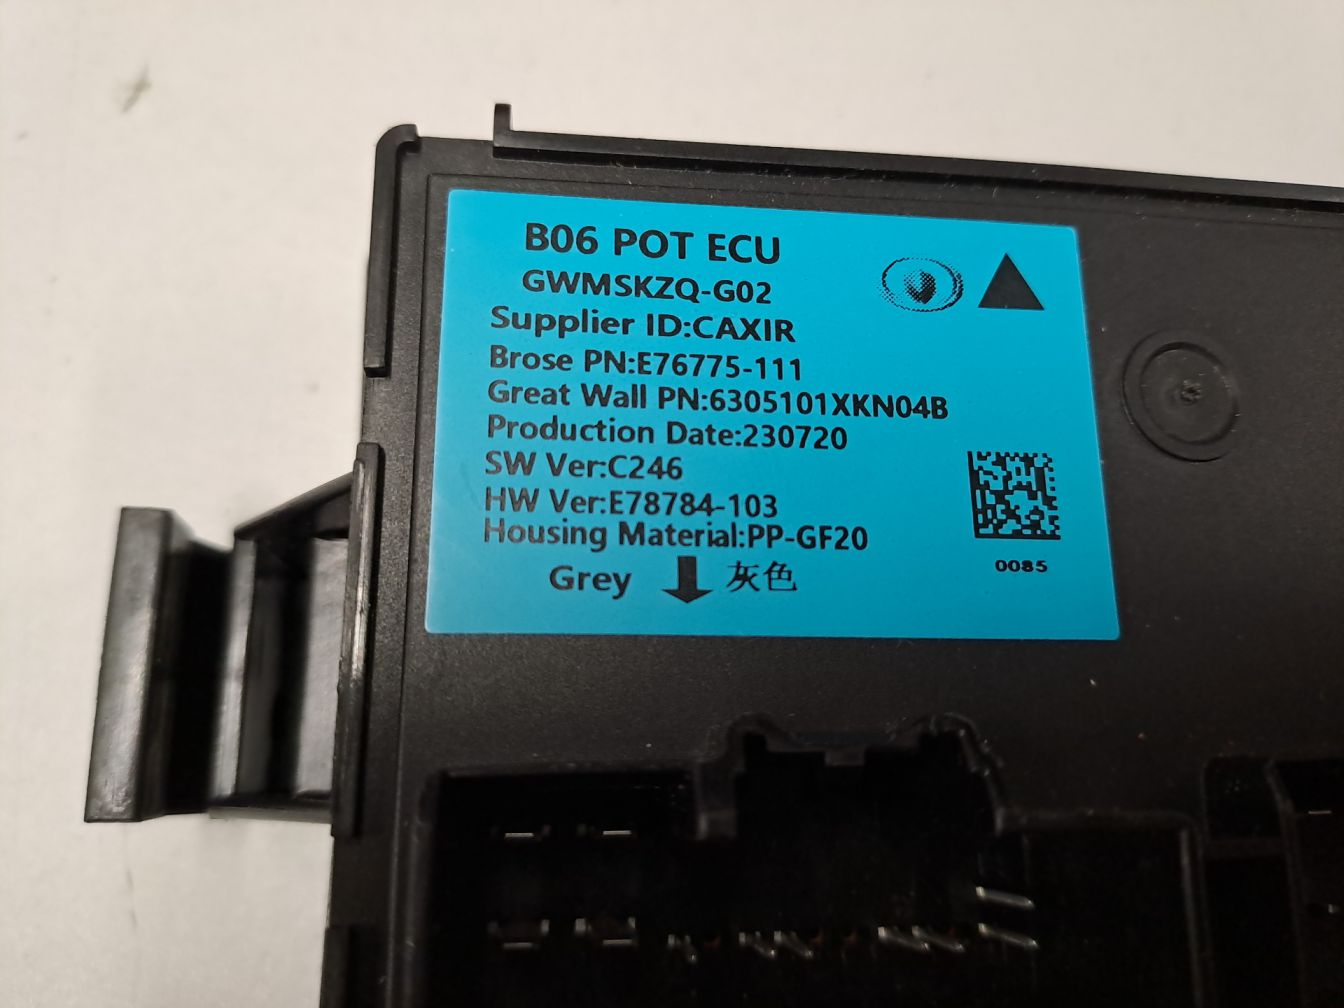 B06 POT ECU
GWMSKZQ-G02
Supplier ID:CAXIR
Brose PN:E76775-111
Great Wall PN:6305101XKN04B
Production Date:230720
SW Ver:C246
HW Ver:E78784-103
Housing Material:PP-GF20
Grey 灰色
0085